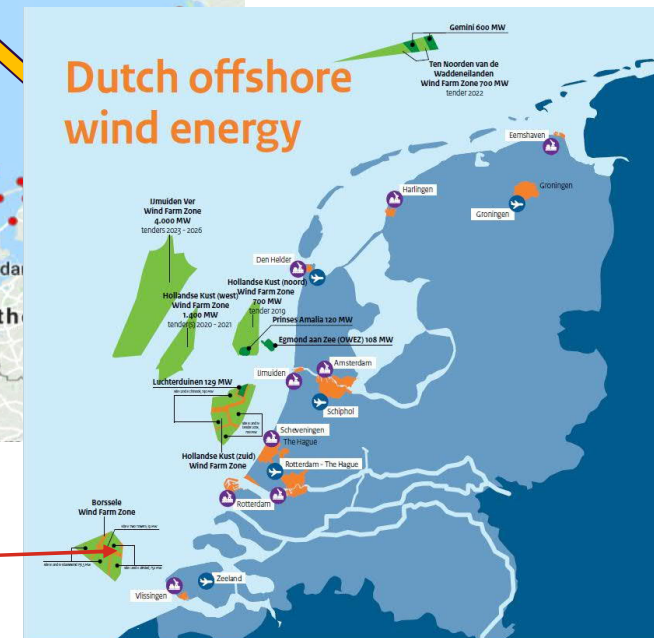 Dutch offshore
wind energy
Gemini 600 MW
Ten Noorden van de
Waddeneilanden
Wind Farm Zone 700 MW
tender 2022
Eemshaven
Groningen
Groningen
Harlingen
Den Helder
IJmuiden Ver
Wind Farm Zone
4.000 MW
tenders 2023 - 2026
Hollandse Kust (west)
Wind Farm Zone
1.400 MW
tender(s) 2020 - 2021
Hollandse Kust (noord)
Wind Farm Zone
700 MW
tender 2019
Prinses Amalia 120 MW
Egmond aan Zee (OWEZ) 108 MW
IJmuiden
Amsterdam
Schiphol
Luchterduinen 129 MW
Hollandse Kust (zuid)
Wind Farm Zone
Scheveningen
The Hague
Rotterdam - The Hague
Rotterdam
Borssele
Wind Farm Zone
Zeeland
Vlissingen